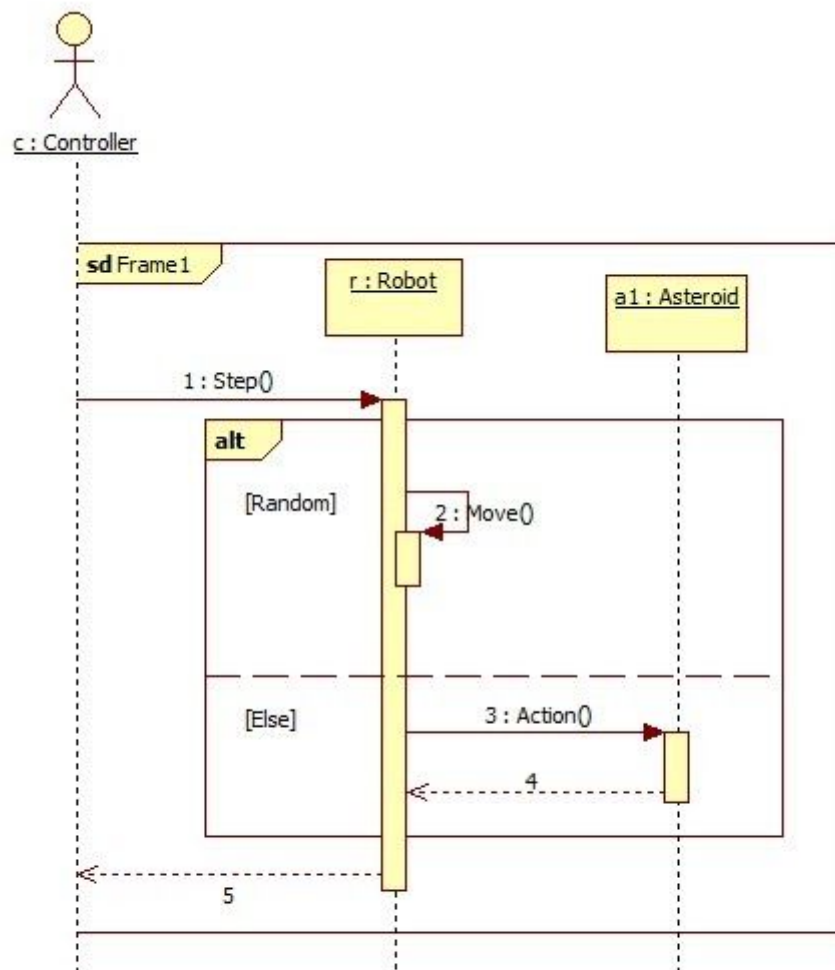 c : Controller
sd Frame1
r : Robot
a1 : Asteroid
1 : Step()
alt
[Random]
2 : Move()
[Else]
3 : Action()
4
5